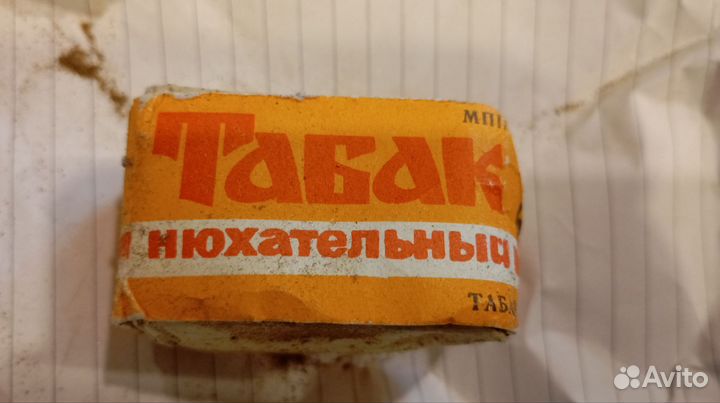 МПП
Табак
й нюхательный
ТАБА
Avito